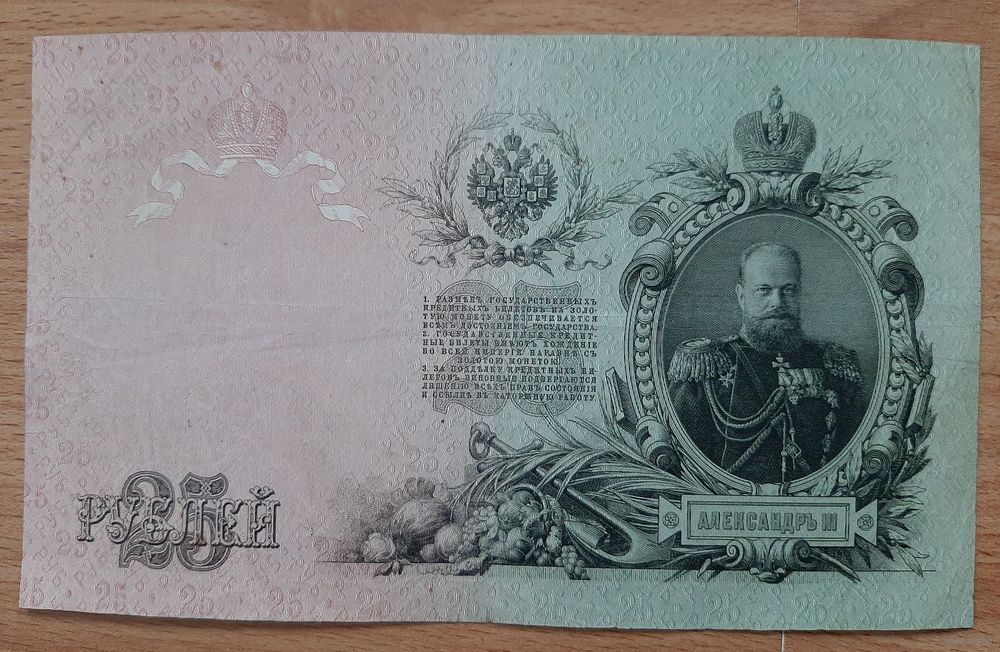 1. РАЗМѢНЪ ГОСУДАРСТВЕННЫХЪ
КРЕДИТНЫХЪ БИЛЕТОВЪ НА ЗОЛО-
ТУЮ МОНЕТУ ОБЕЗПЕЧИВАЕТСЯ
ВСѢМЪ ДОСТОЯНІЕМЪ ГОСУДАРСТВА.
2. ГОСУДАРСТВЕННЫЕ КРЕДИТ-
НЫЕ БИЛЕТЫ ИМѢЮТЪ ХОЖДЕНІЕ
ВО ВСЕЙ ИМПЕРІИ НАРАВНѢ СЪ
ЗОЛОТОЮ МОНЕТОЮ.
3. ЗА ПОДДѢЛКУ КРЕДИТНЫХЪ БИ-
ЛЕТОВЪ ВИНОВНЫЕ ПОДВЕРГАЮТСЯ
ЛИШЕНІЮ ВСѢХЪ ПРАВЪ СОСТОЯНІЯ
И ССЫЛКѢ ВЪ КАТОРЖНУЮ РАБОТУ.
25
РУБЛЕЙ
АЛЕКСАНДРЪ III